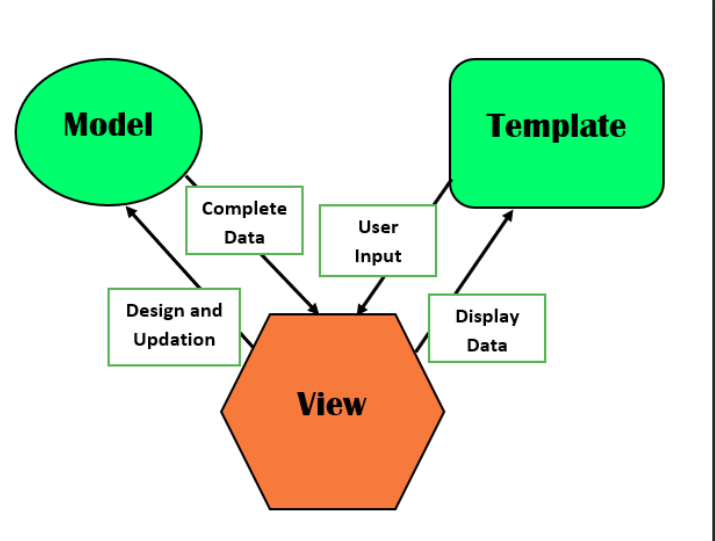 Model
Template
Complete
Data
User
Input
Design and
Updation
Display
Data
View